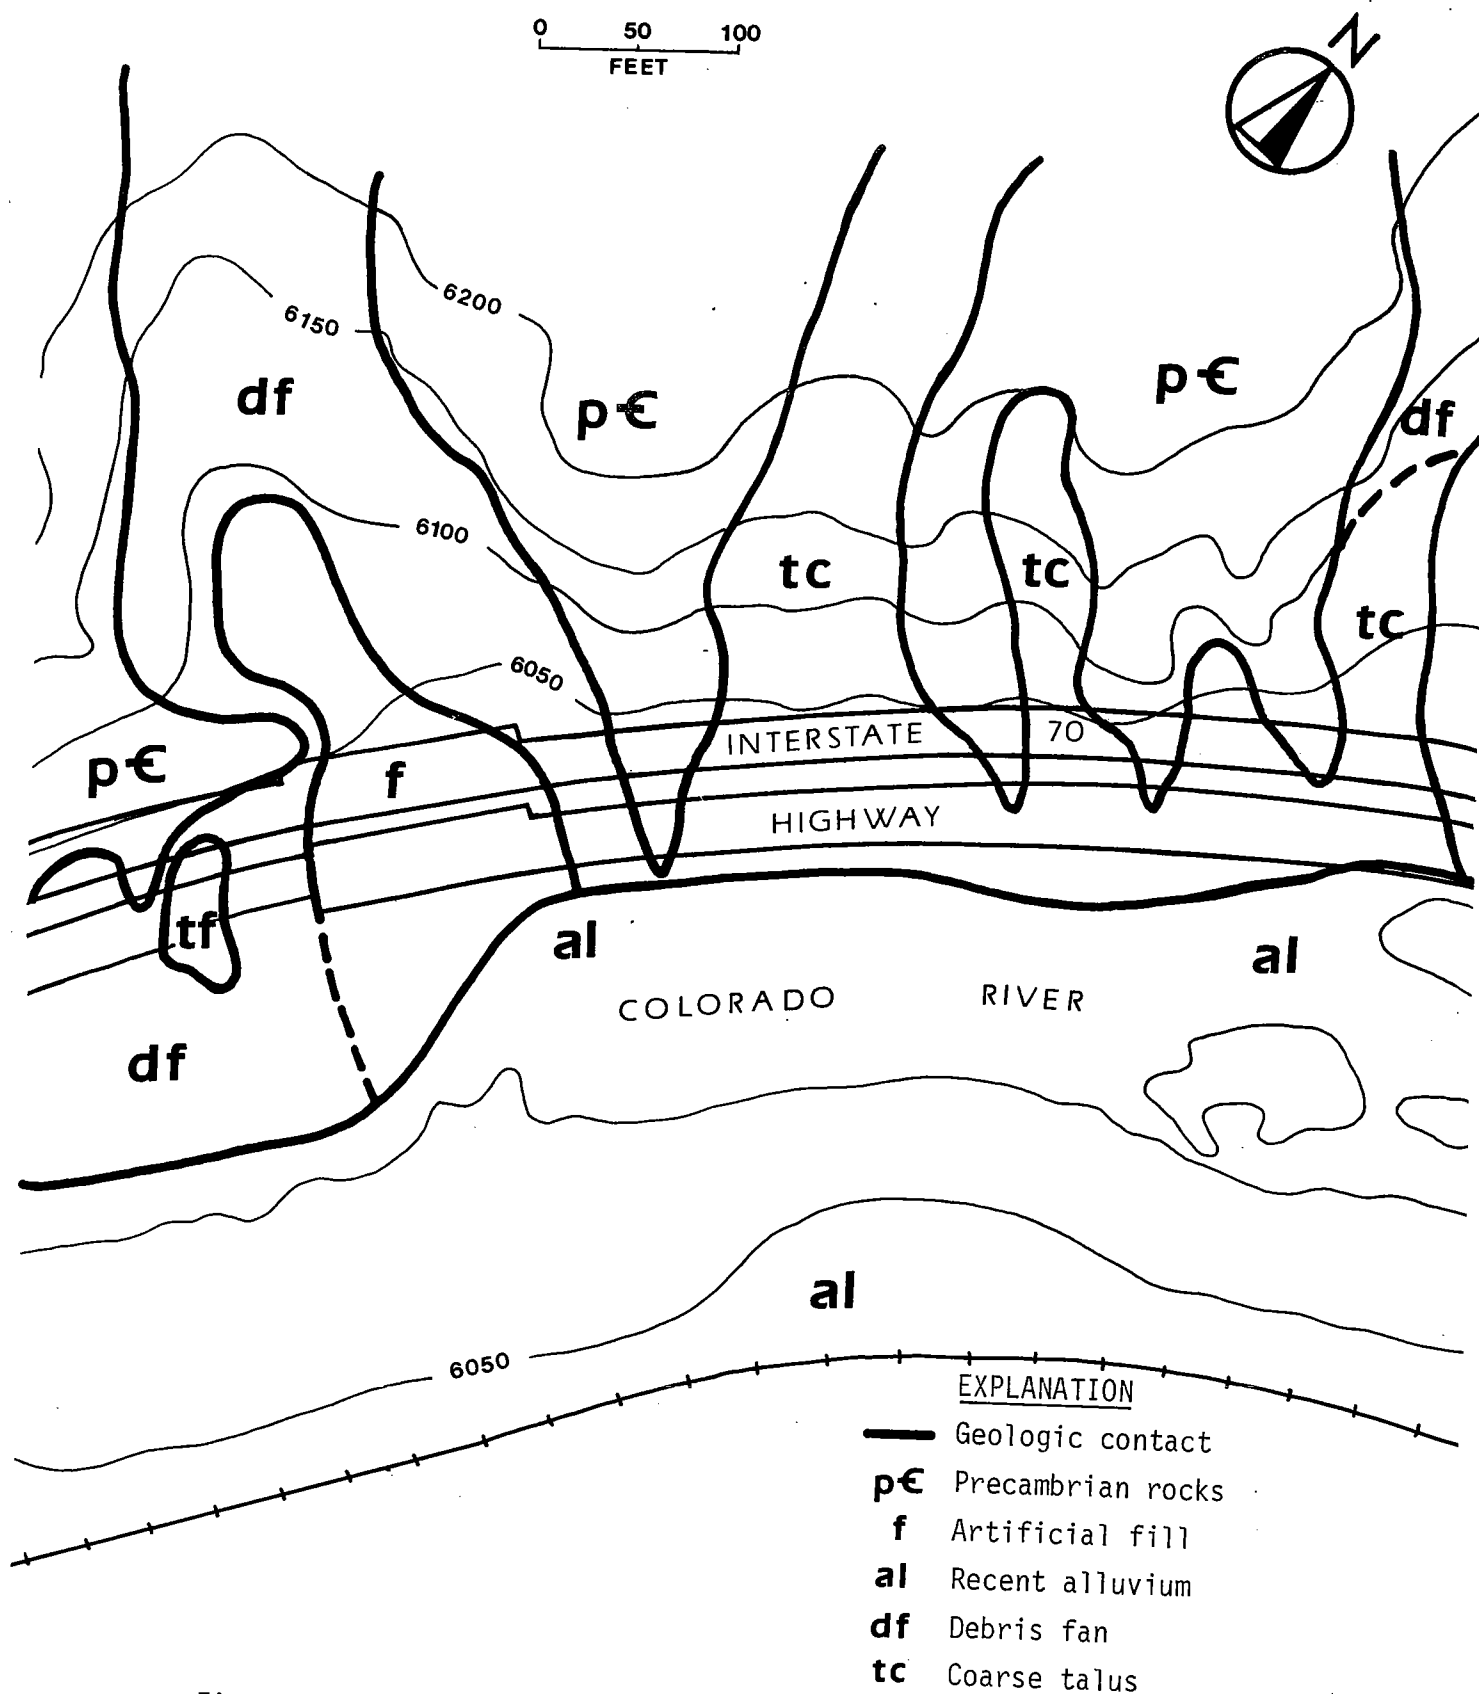 0 50 100
FEET
N
6200
6150
df
p-Є
p-Є
df
6100
tc
tc
tc
6050
INTERSTATE 70
p-Є
f
HIGHWAY
tf
al
al
COLORADO RIVER
df
al
6050
EXPLANATION
Geologic contact
p-Є Precambrian rocks
f Artificial fill
al Recent alluvium
df Debris fan
tc Coarse talus